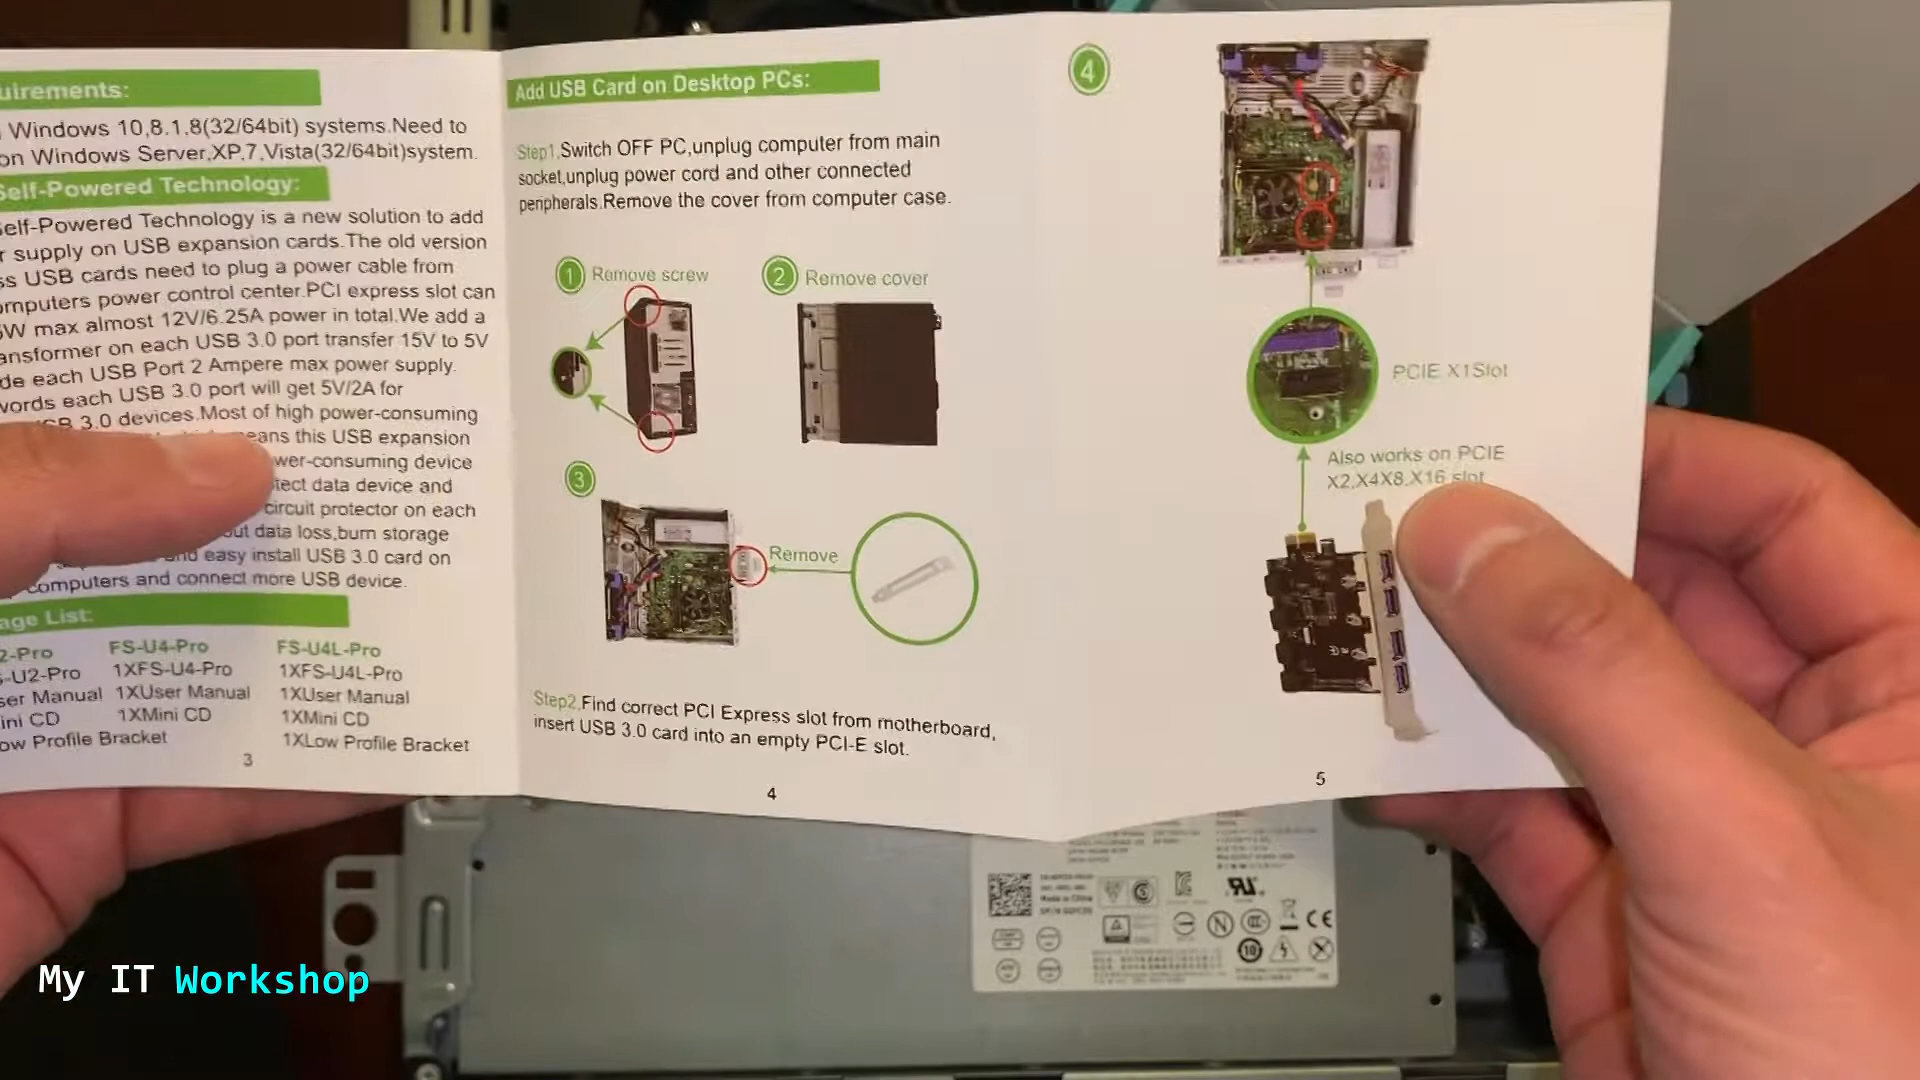 uirements:
Windows 10,8.1,8(32/64bit) systems.Need to
on Windows Server,XP,7,Vista(32/64bit)system.
Self-Powered Technology:
Self-Powered Technology is a new solution to add
r supply on USB expansion cards.The old version
ss USB cards need to plug a power cable from
omputers power control center.PCI express slot can
5W max almost 12V/6.25A power in total.We add a
ansformer on each USB 3.0 port transfer 15V to 5V
de each USB Port 2 Ampere max power supply.
words each USB 3.0 port will get 5V/2A for
SB 3.0 devices.Most of high power-consuming
eans this USB expansion
wer-consuming device
tect data device and
circuit protector on each
out data loss,burn storage
and easy install USB 3.0 card on
computers and connect more USB device.
age List:
2-Pro FS-U4-Pro FS-U4L-Pro
S-U2-Pro 1XFS-U4-Pro 1XFS-U4L-Pro
ser Manual 1XUser Manual 1XUser Manual
ini CD 1XMini CD 1XMini CD
ow Profile Bracket 1XLow Profile Bracket
3
Add USB Card on Desktop PCs:
Step1,Switch OFF PC,unplug computer from main
socket,unplug power cord and other connected
peripherals.Remove the cover from computer case.
1 Remove screw
2 Remove cover
3
Remove
Step2,Find correct PCI Express slot from motherboard,
insert USB 3.0 card into an empty PCI-E slot.
4
4
PCIE X1Slot
Also works on PCIE
X2,X4X8,X16 slot
5
Made in China
CE
10
My IT Workshop